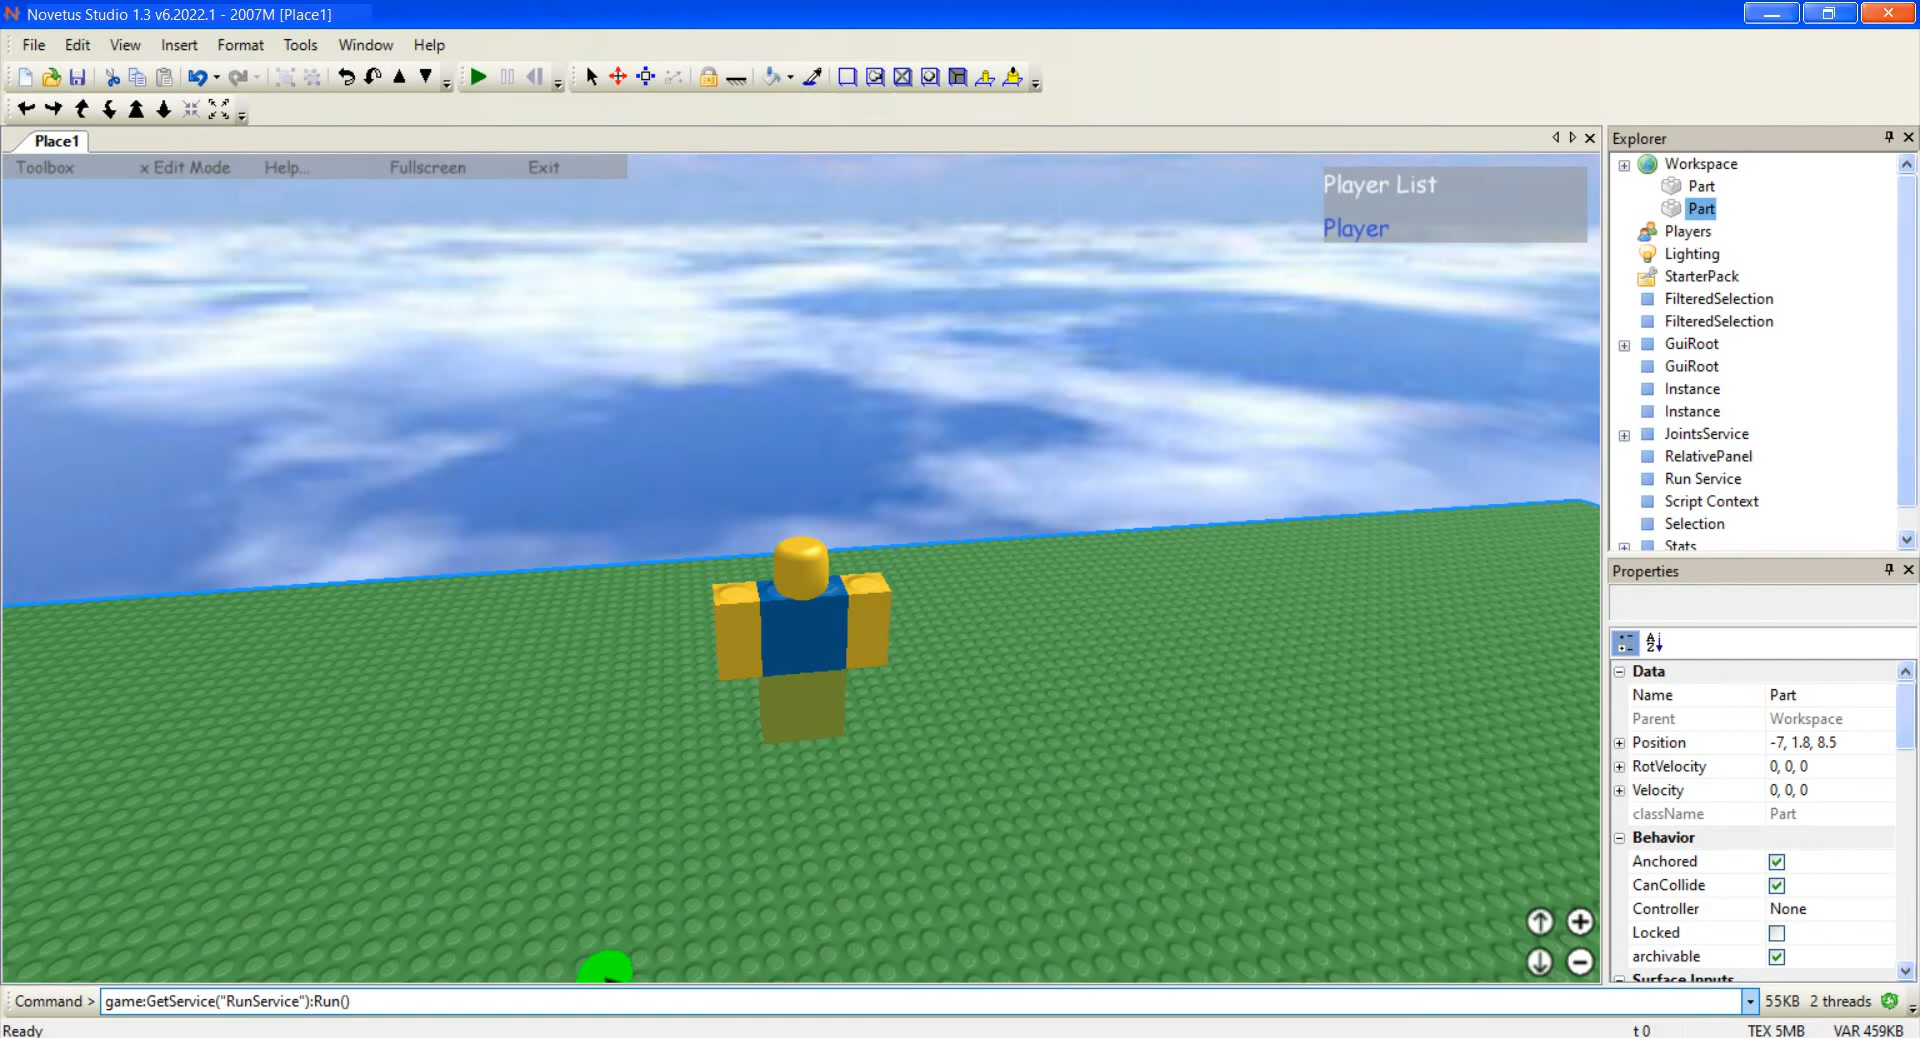 Novetus Studio 1.3 v6.2022.1 - 2007M [Place1]
File Edit View Insert Format Tools Window Help
Place1
Toolbox x Edit Mode Help... Fullscreen Exit
Player List
Player
Explorer
Workspace
Part
Part
Players
Lighting
StarterPack
FilteredSelection
FilteredSelection
GuiRoot
GuiRoot
Instance
Instance
JointsService
RelativePanel
Run Service
Script Context
Selection
Stats
Properties
Data
Name Part
Parent Workspace
Position -7, 1.8, 8.5
RotVelocity 0, 0, 0
Velocity 0, 0, 0
className Part
Behavior
Anchored
CanCollide
Controller None
Locked
archivable
Surface Inputs
Command > game:GetService("RunService"):Run() 55KB 2 threads
Ready t 0 TEX 5MB VAR 459KB